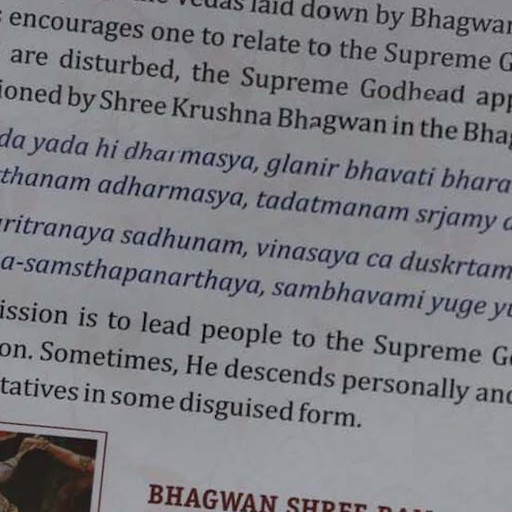 Vedas laid down by Bhagwan
encourages one to relate to the Supreme G
are disturbed, the Supreme Godhead app
ioned by Shree Krushna Bhagwan in the Bhag
da yada hi dharmasya, glanir bhavati bhara
thanam adharmasya, tadatmanam srjamy a
aritranaya sadhunam, vinasaya ca duskrtam
a-samsthapanarthaya, sambhavami yuge yu
ission is to lead people to the Supreme Go
on. Sometimes, He descends personally and
tatives in some disguised form.
BHAGWAN SHREE